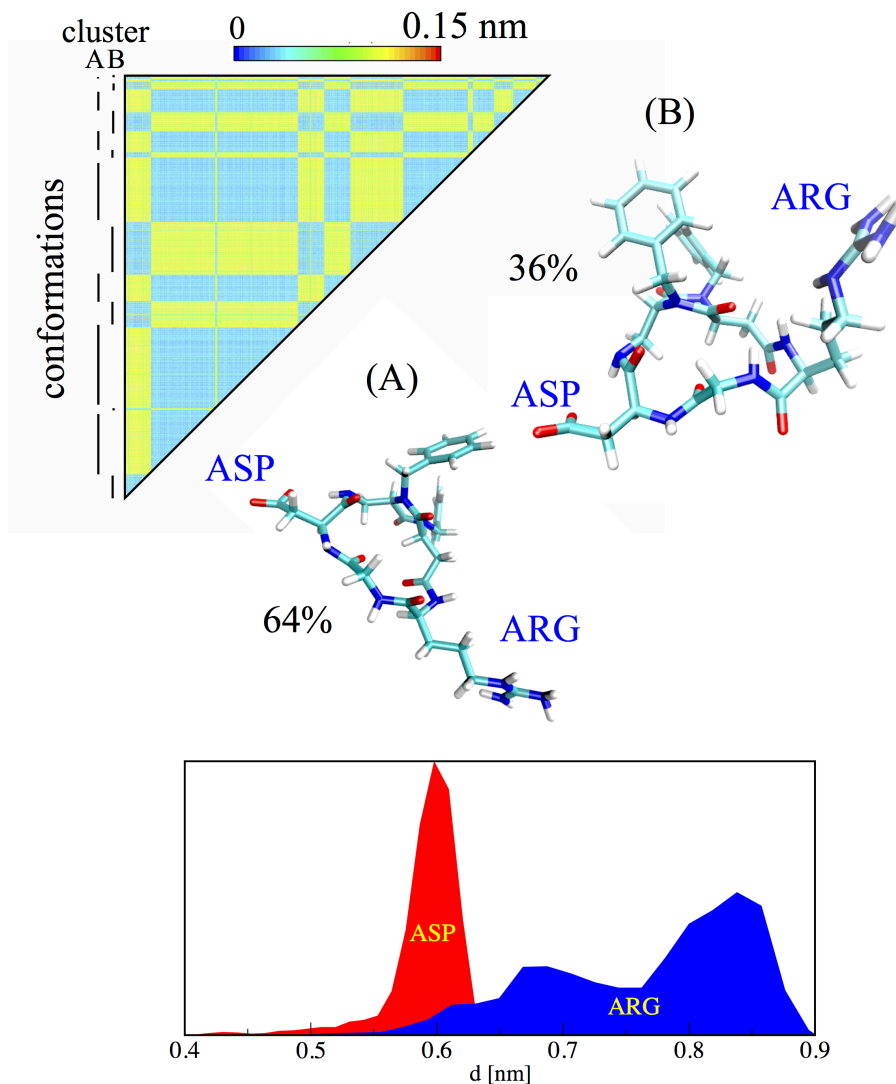 cluster
A B
0
0.15 nm
conformations
(B)
ARG
36%
ASP
(A)
ASP
64%
ARG
ASP
ARG
0.4 0.5 0.6 0.7 0.8 0.9
d [nm]